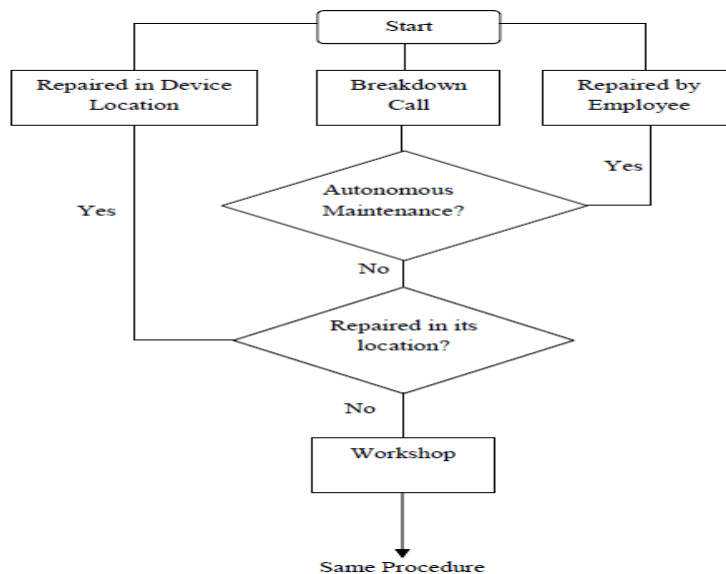 Start
Repaired in Device
Location
Breakdown
Call
Repaired by
Employee
Yes
Autonomous
Maintenance?
Yes
No
Repaired in its
location?
No
Workshop
Same Procedure